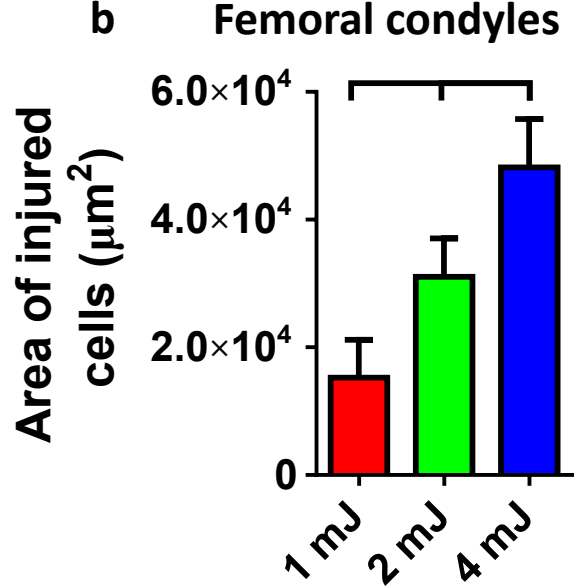 b
Femoral condyles
Area of injured
cells (μm²)
6.0×10⁴
4.0×10⁴
2.0×10⁴
0
1 mJ
2 mJ
4 mJ